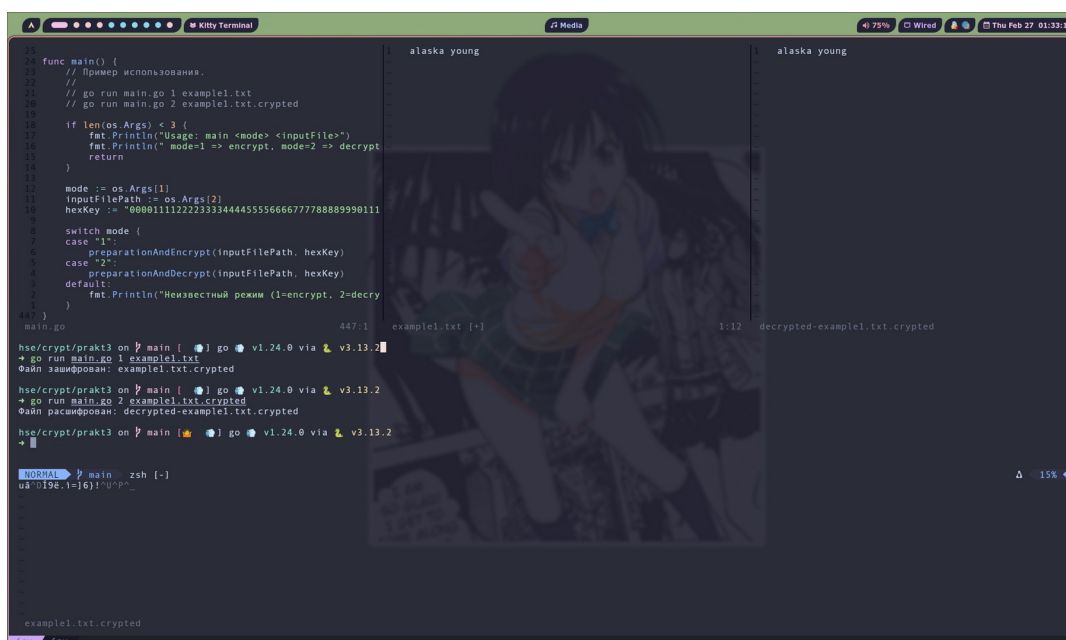 Kitty Terminal
Media
75%
Wired
Thu Feb 27 01:33:1
25
24 func main() {
23 // Пример использования.
22 //
21 // go run main.go 1 example1.txt
20 // go run main.go 2 example1.txt.crypted
19
18 if len(os.Args) < 3 {
17 fmt.Println("Usage: main <mode> <inputFile>")
16 fmt.Println(" mode=1 => encrypt, mode=2 => decrypt
15 return
14 }
13
12 mode := os.Args[1]
11 inputFilePath := os.Args[2]
10 hexKey := "00001111222233334444555566667777888899990111
9
8 switch mode {
7 case "1":
6 preparationAndEncrypt(inputFilePath, hexKey)
5 case "2":
4 preparationAndDecrypt(inputFilePath, hexKey)
3 default:
2 fmt.Println("Неизвестный режим (1=encrypt, 2=decry
1 }
447 }
main.go 447:1
1 alaska young
example1.txt [+] 1:12
1 alaska young
decrypted-example1.txt.crypted
hse/crypt/prakt3 on main [ ] go v1.24.0 via v3.13.2
→ go run main.go 1 example1.txt
Файл зашифрован: example1.txt.crypted
hse/crypt/prakt3 on main [ ] go v1.24.0 via v3.13.2
→ go run main.go 2 example1.txt.crypted
Файл расшифрован: decrypted-example1.txt.crypted
hse/crypt/prakt3 on main [ ] go v1.24.0 via v3.13.2
→
NORMAL main zsh [-] 15%
example1.txt.crypted